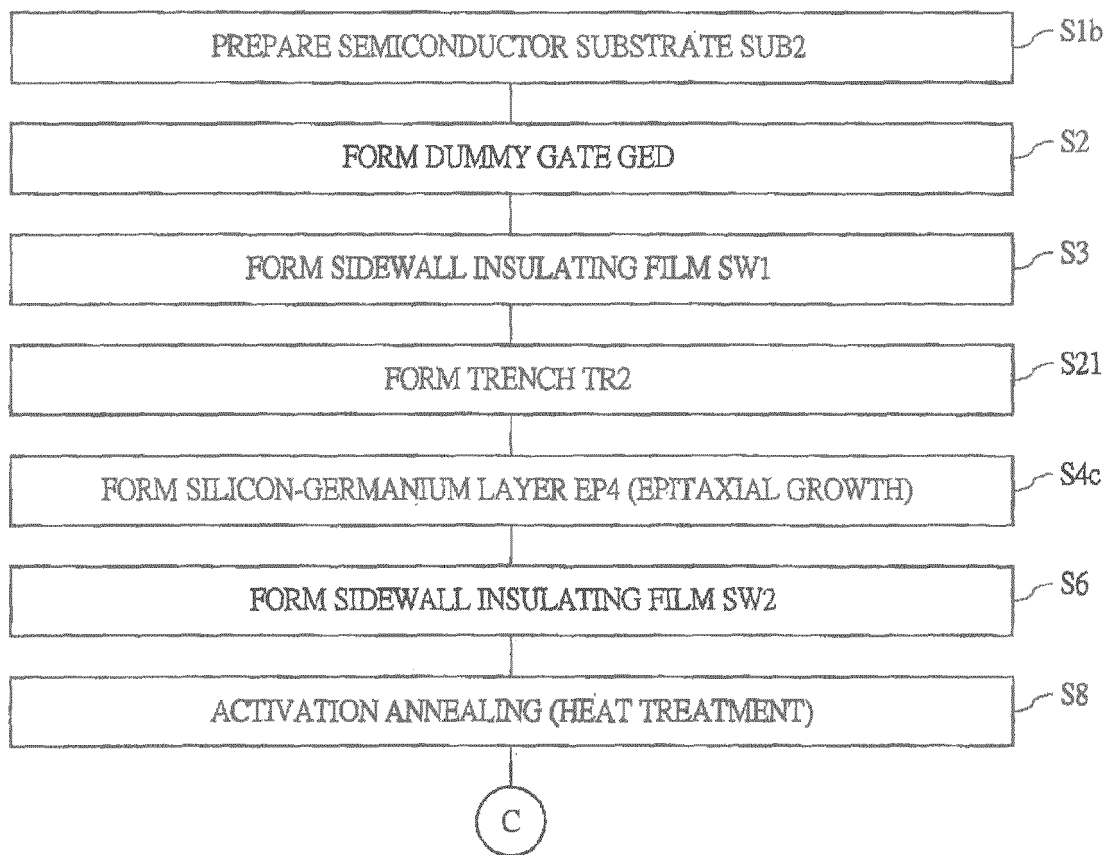 PREPARE SEMICONDUCTOR SUBSTRATE SUB2 S1b
FORM DUMMY GATE GED S2
FORM SIDEWALL INSULATING FILM SW1 S3
FORM TRENCH TR2 S21
FORM SILICON-GERMANIUM LAYER EP4 (EPITAXIAL GROWTH) S4c
FORM SIDEWALL INSULATING FILM SW2 S6
ACTIVATION ANNEALING (HEAT TREATMENT) S8
C